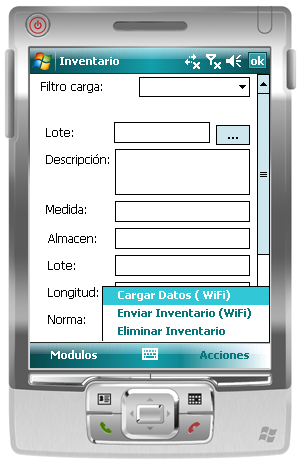 Inventario
ok
Filtro carga:
Lote:
...
Descripción:
Medida:
Almacen:
Lote:
Longitud:
Norma:
Cargar Datos ( WiFi)
Enviar Inventario (WiFi)
Eliminar Inventario
Modulos
Acciones